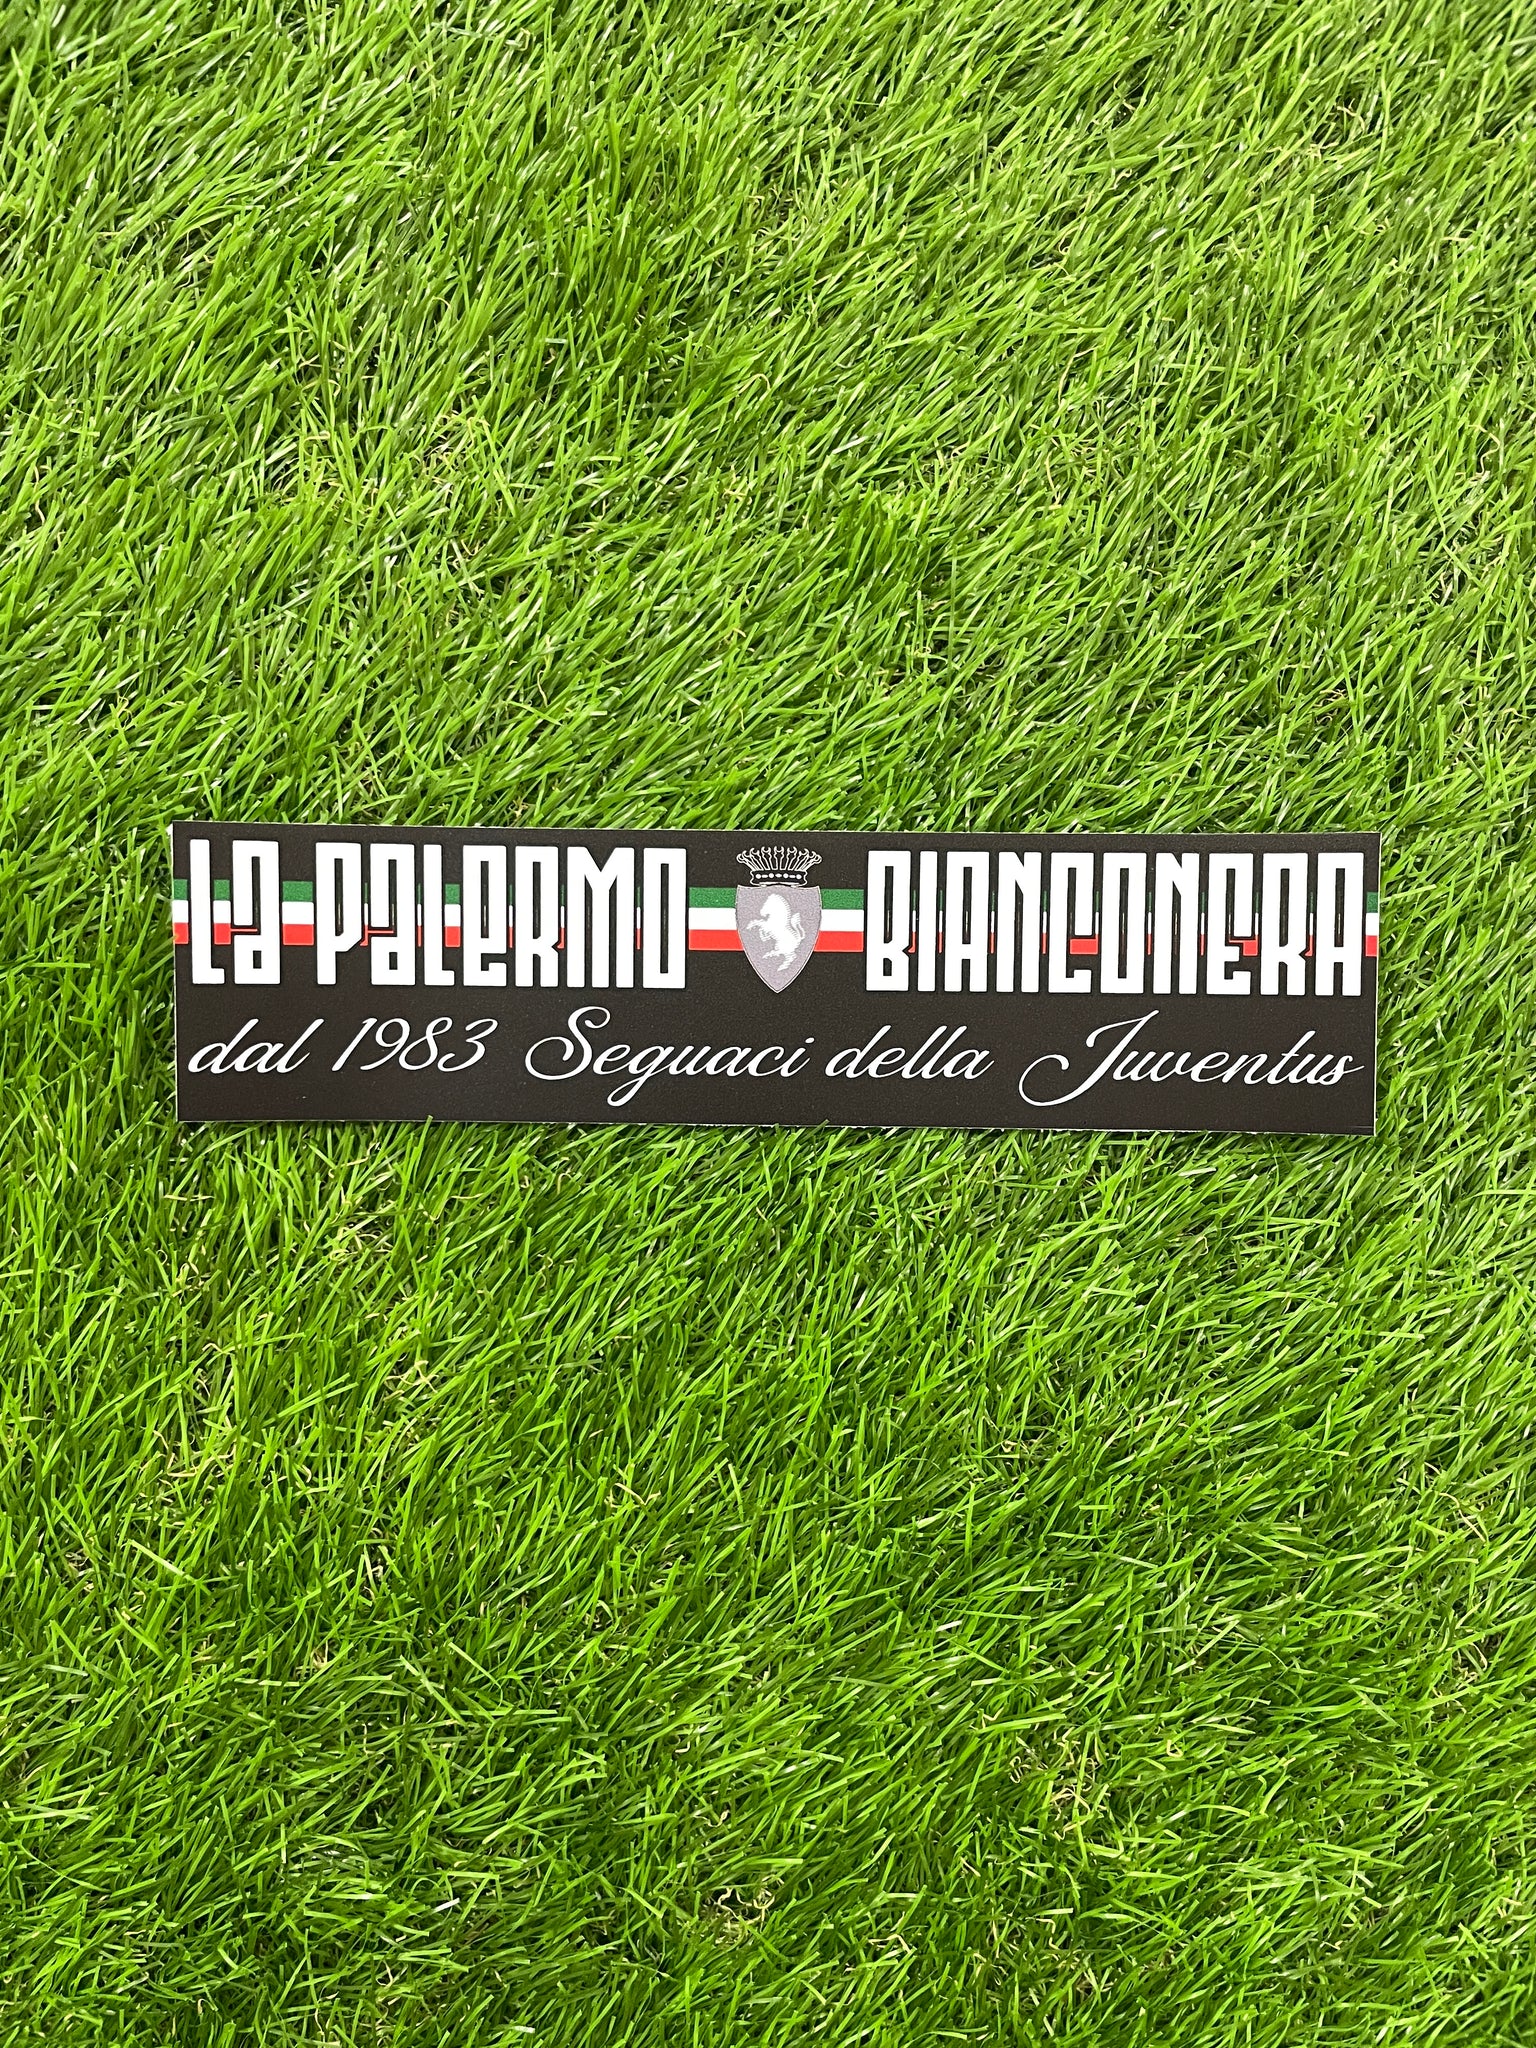 La PaLERMO BIANCONERA
dal 1983 Seguaci della Juventus